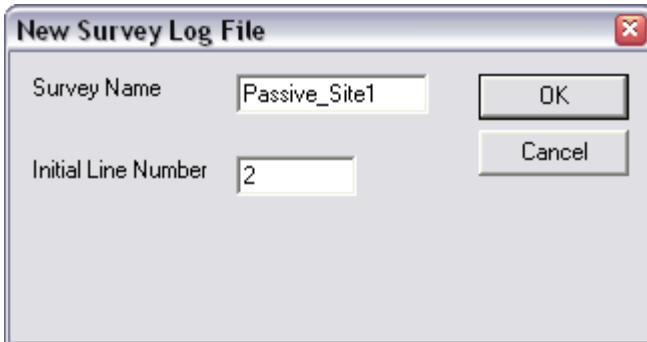 New Survey Log File
Survey Name Passive_Site1 OK
Cancel
Initial Line Number 2